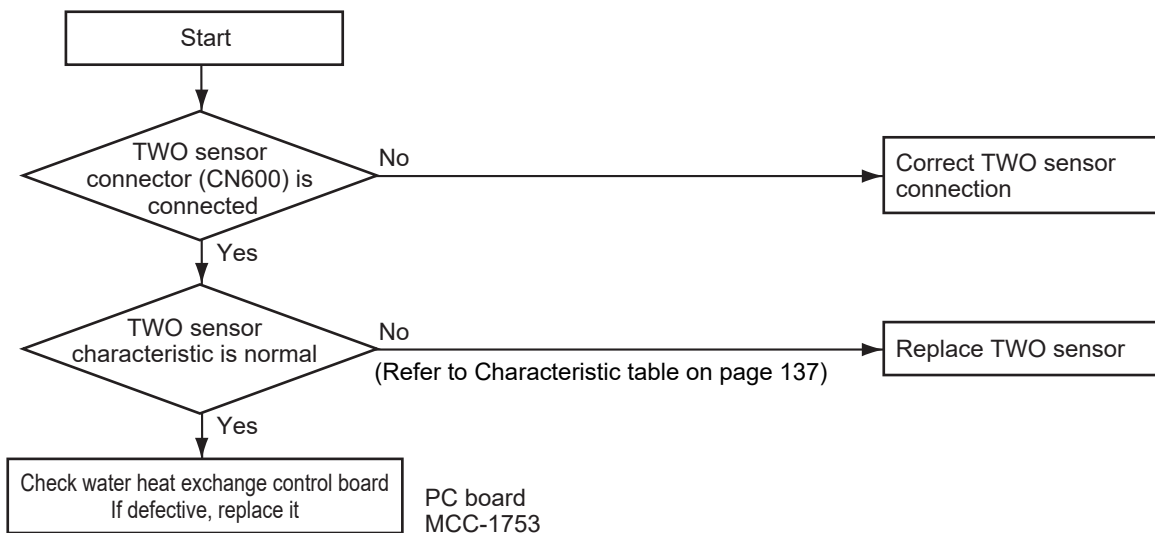 Start
TWO sensor
connector (CN600) is
connected
No
Correct TWO sensor
connection
Yes
TWO sensor
characteristic is normal
No
(Refer to Characteristic table on page 137)
Replace TWO sensor
Yes
Check water heat exchange control board
If defective, replace it
PC board
MCC-1753